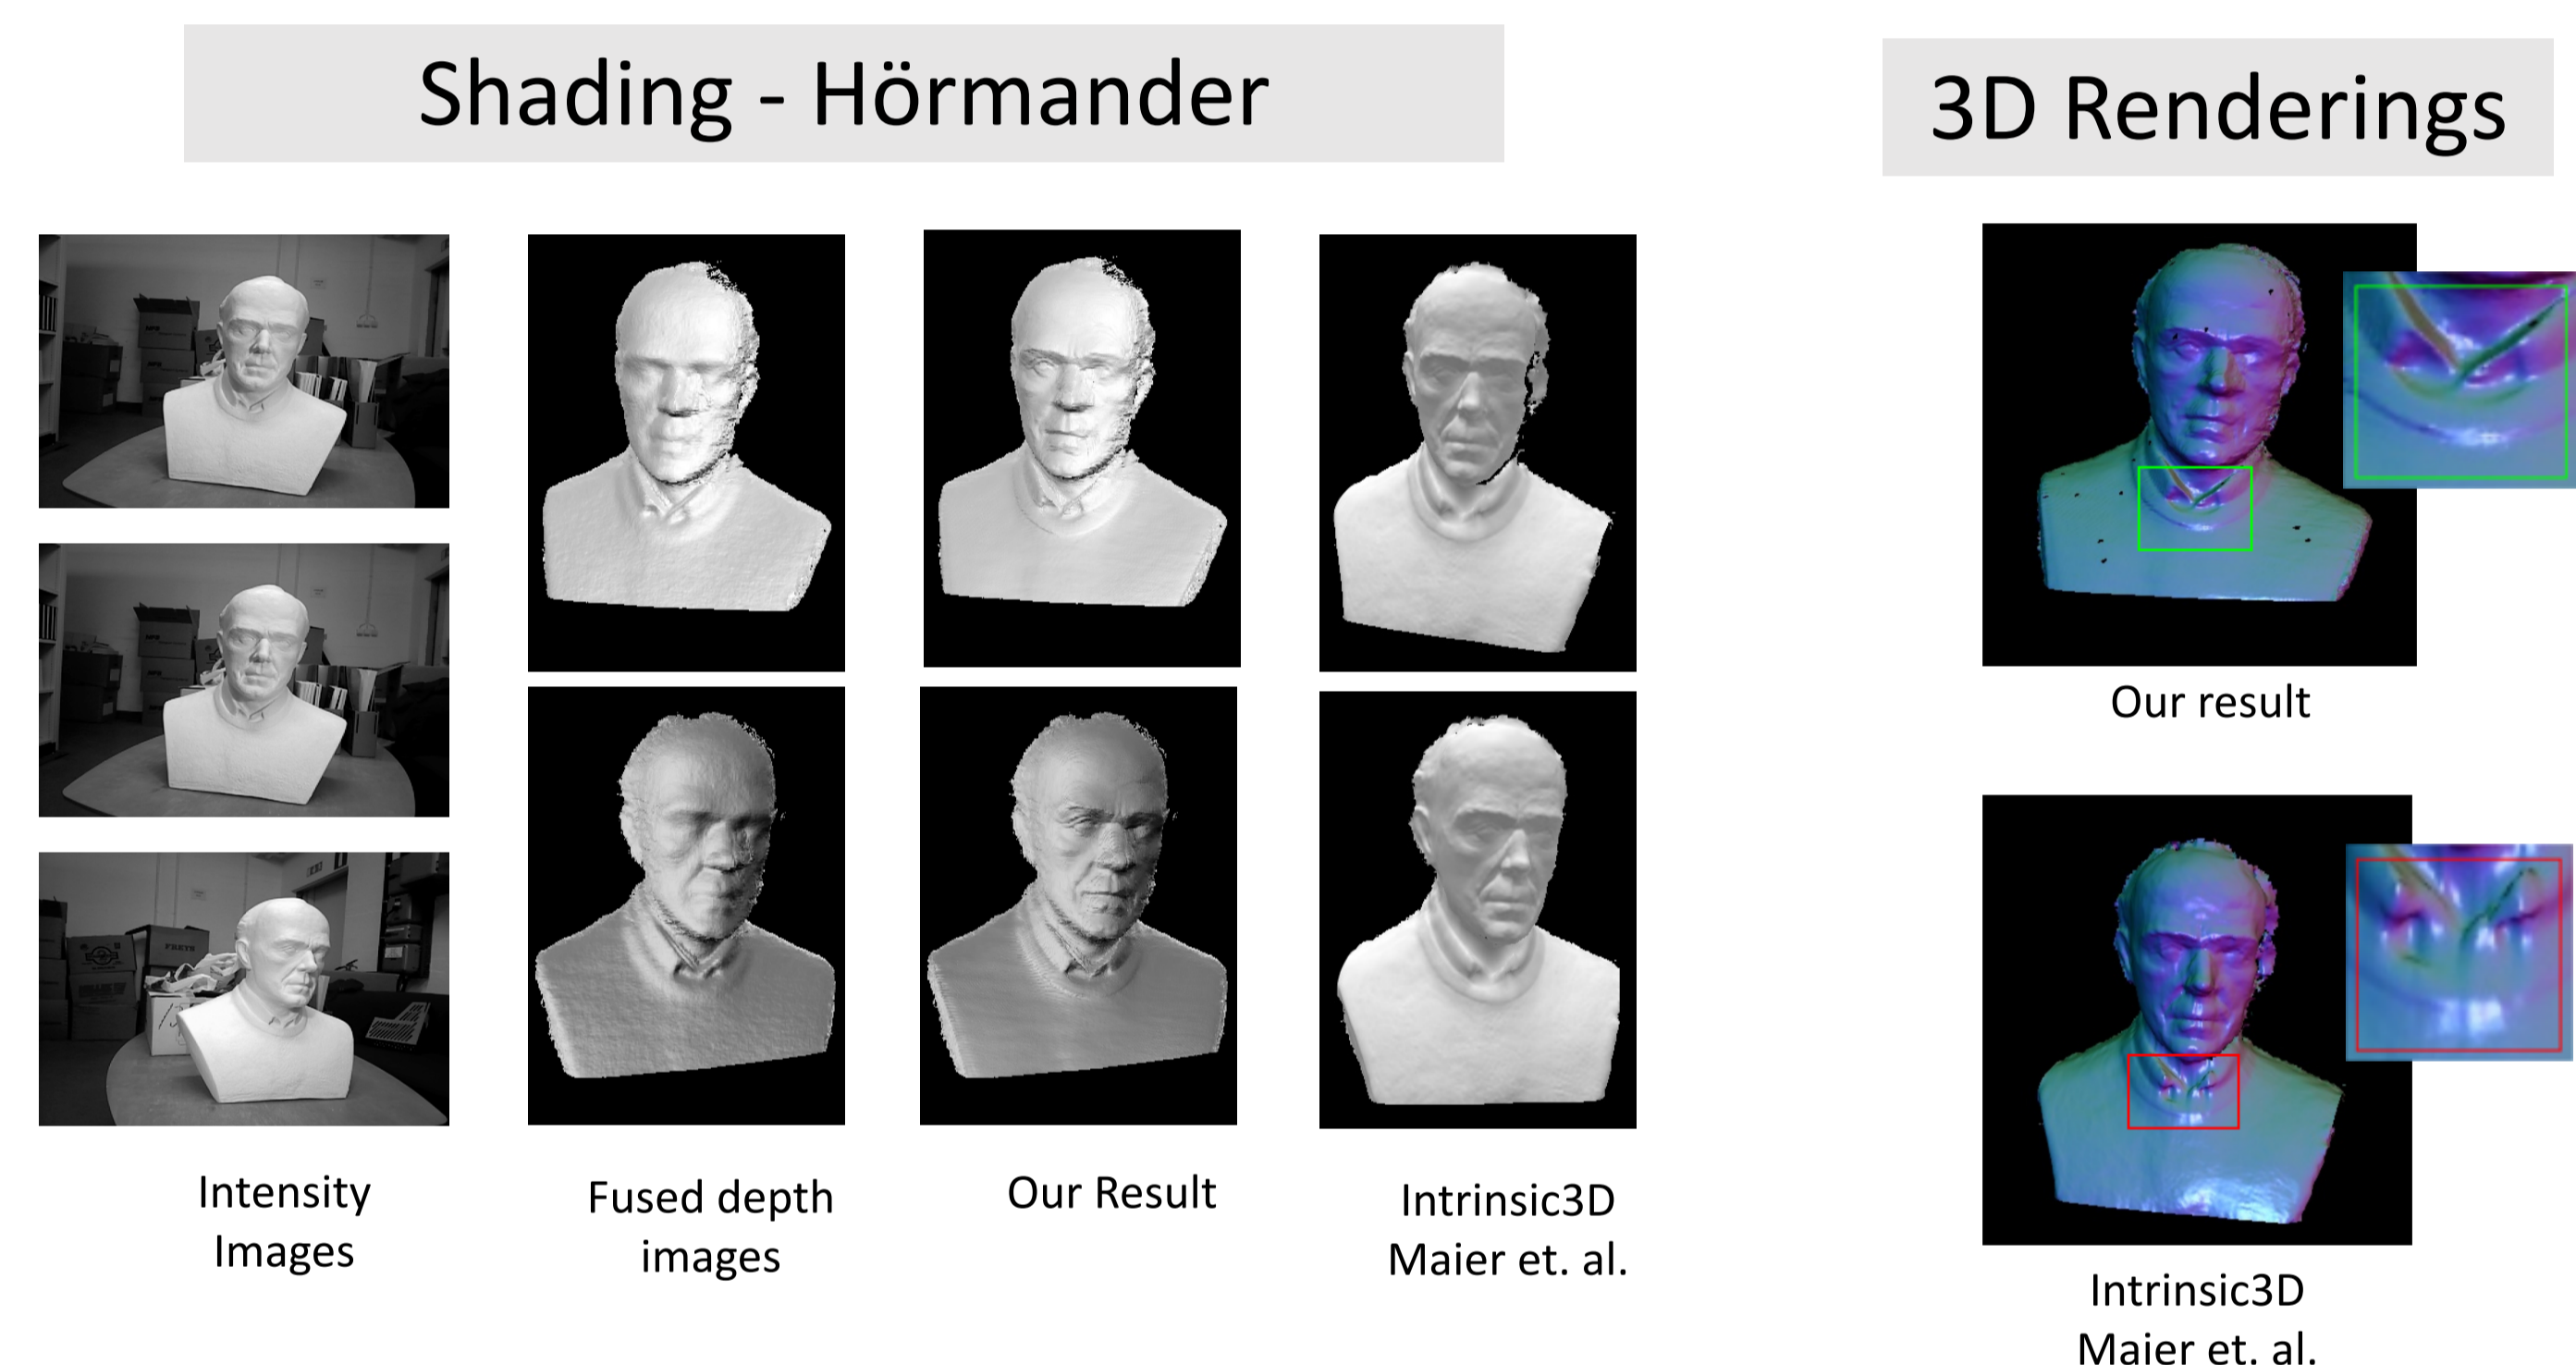 Shading - Hörmander
3D Renderings
FREYS
Our result
Intensity
Images
Fused depth
images
Our Result
Intrinsic3D
Maier et. al.
Intrinsic3D
Maier et. al.